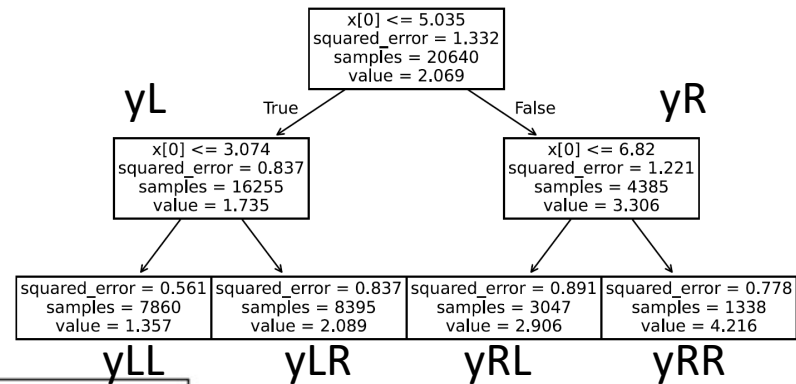 x[0] <= 5.035
squared_error = 1.332
samples = 20640
value = 2.069
yL
True
False
yR
x[0] <= 3.074
squared_error = 0.837
samples = 16255
value = 1.735
x[0] <= 6.82
squared_error = 1.221
samples = 4385
value = 3.306
squared_error = 0.561
samples = 7860
value = 1.357
squared_error = 0.837
samples = 8395
value = 2.089
squared_error = 0.891
samples = 3047
value = 2.906
squared_error = 0.778
samples = 1338
value = 4.216
yLL
yLR
yRL
yRR